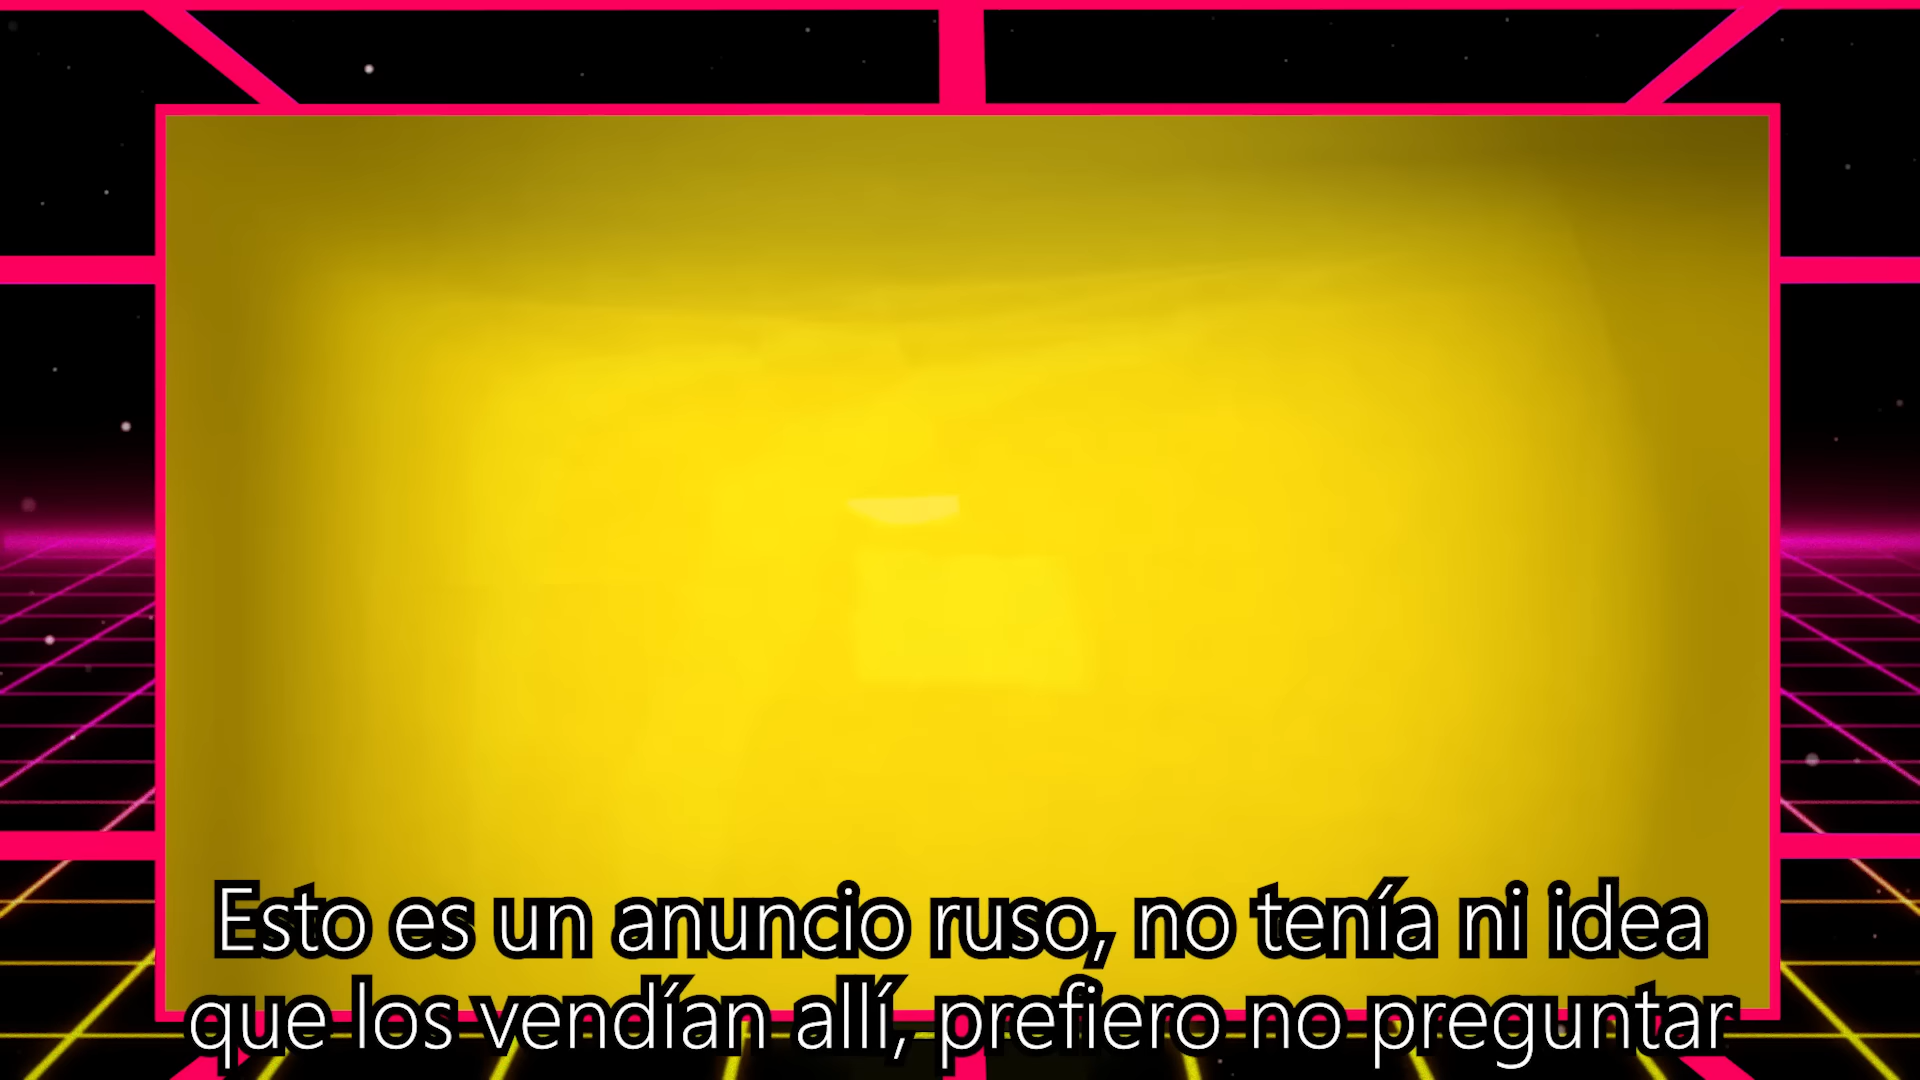 Esto es un anuncio ruso, no tenía ni idea
que los vendían allí, prefiero no preguntar